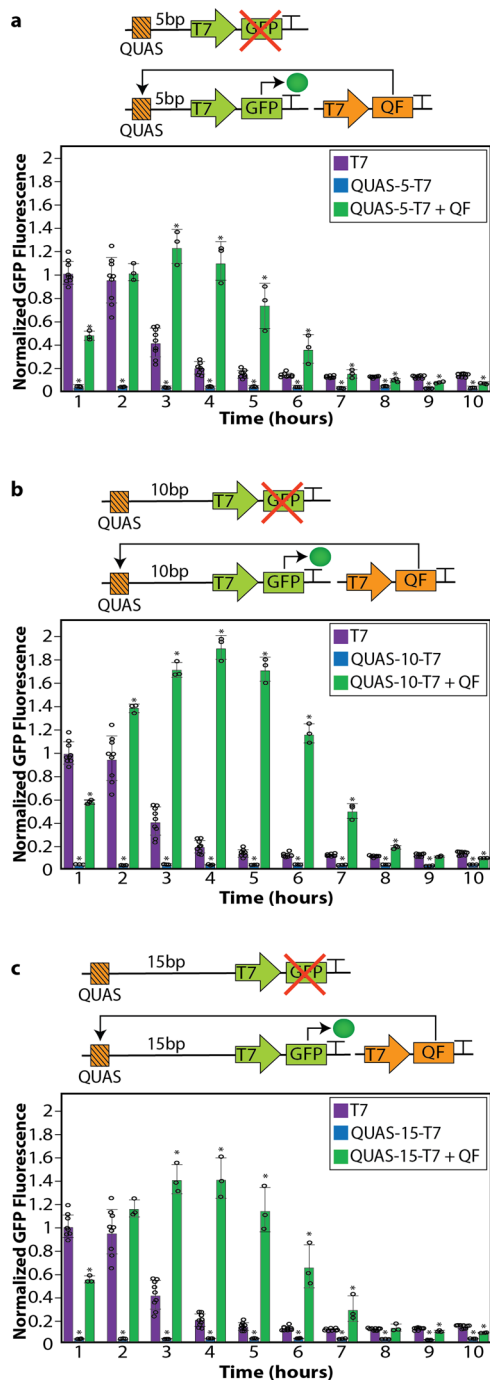 a
5bp
T7
GFP
QUAS
5bp
T7
GFP
T7
QF
QUAS
Normalized GFP Fluorescence
2
1.8
1.6
1.4
1.2
1
0.8
0.6
0.4
0.2
0
T7
QUAS-5-T7
QUAS-5-T7 + QF
* * * * * * * * * * * * * * * * * *
1 2 3 4 5 6 7 8 9 10
Time (hours)
b
10bp
T7
GFP
QUAS
10bp
T7
GFP
T7
QF
QUAS
Normalized GFP Fluorescence
2
1.8
1.6
1.4
1.2
1
0.8
0.6
0.4
0.2
0
T7
QUAS-10-T7
QUAS-10-T7 + QF
* * * * * * * * * * * * * * * * * * *
1 2 3 4 5 6 7 8 9 10
Time (hours)
c
15bp
T7
GFP
QUAS
15bp
T7
GFP
T7
QF
QUAS
Normalized GFP Fluorescence
2
1.8
1.6
1.4
1.2
1
0.8
0.6
0.4
0.2
0
T7
QUAS-15-T7
QUAS-15-T7 + QF
* * * * * * * * * * * * * * * * * *
1 2 3 4 5 6 7 8 9 10
Time (hours)